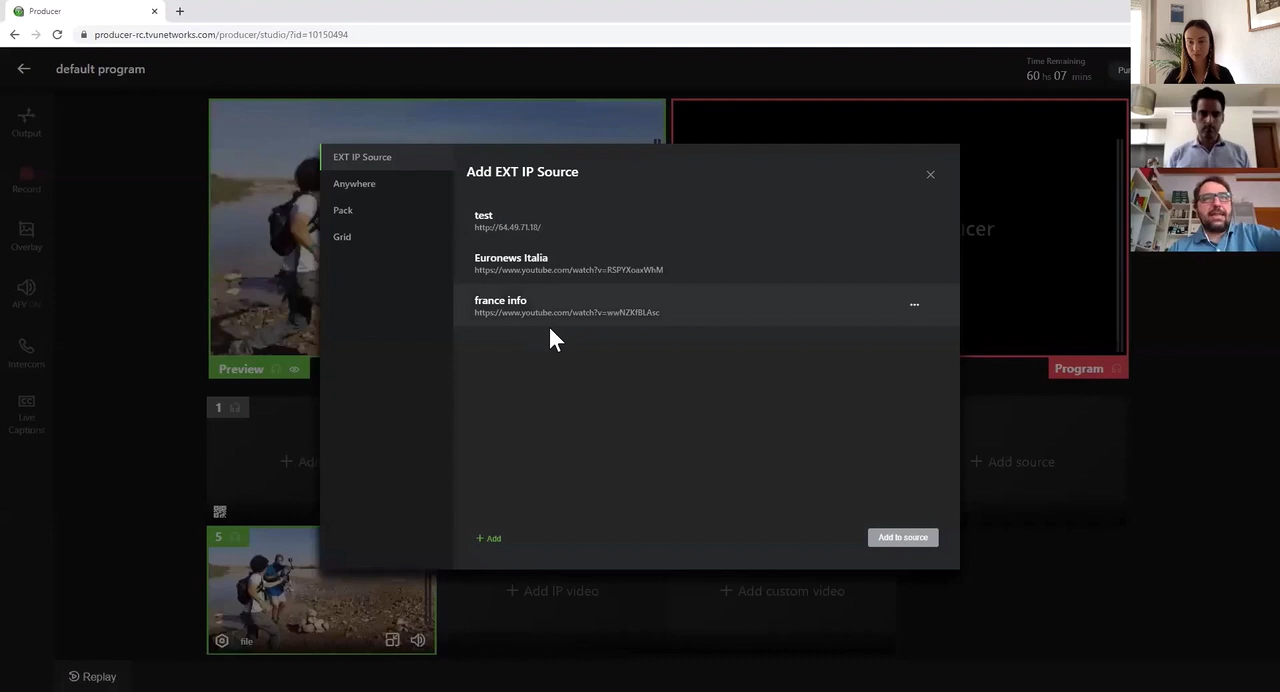 Producer
producer-rc.tvunetworks.com/producer/studio/?id=10150494
default program
Time Remaining
60 hs 07 mins
Output
Record
Overlay
AFV
Intercom
Live
Captions
EXT IP Source
Anywhere
Pack
Grid
Add EXT IP Source
test
http://64.49.71.18/
Euronews Italia
https://www.youtube.com/watch?v=RSPYXoaxWhM
france info
https://www.youtube.com/watch?v=wwNZKfBLAsc
+ Add
Add to source
Preview
Program
1
+ Add source
5
file
+ Add IP video
+ Add custom video
Replay